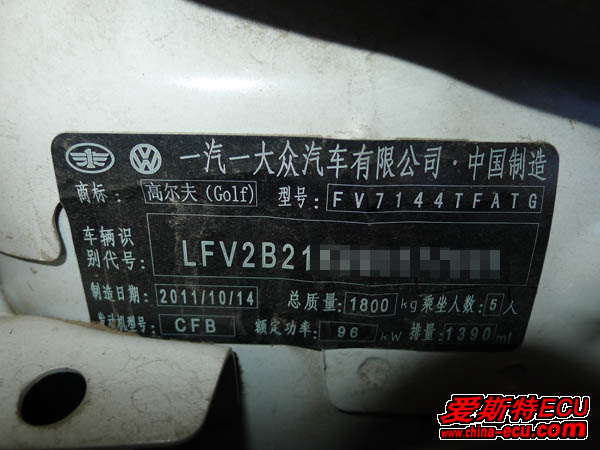 一汽一大众汽车有限公司·中国制造
商标: 高尔夫(Golf) 型号: FV7144TFATG
车辆识别代号: LFV2B21
制造日期: 2011/10/14 总质量: 1800 kg 乘坐人数: 5 人
发动机型号: CFB 额定功率: 96 kW 排量: 1390 ml
爱斯特ECU
www.china-ecu.com